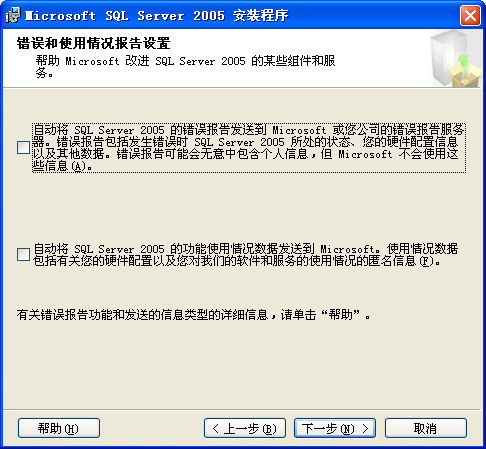 Microsoft SQL Server 2005 安装程序
错误和使用情况报告设置
帮助 Microsoft 改进 SQL Server 2005 的某些组件和服
务。
自动将 SQL Server 2005 的错误报告发送到 Microsoft 或您公司的错误报告服务
器。错误报告包括发生错误时 SQL Server 2005 所处的状态、您的硬件配置信息
以及其他数据。错误报告可能会无意中包含个人信息,但 Microsoft 不会使用这
些信息(A)。
自动将 SQL Server 2005 的功能使用情况数据发送到 Microsoft。使用情况数据
包括有关您的硬件配置以及您对我们的软件和服务的使用情况的匿名信息(F)。
有关错误报告功能和发送的信息类型的详细信息,请单击“帮助”。
帮助(H) < 上一步(B) 下一步(N) > 取消